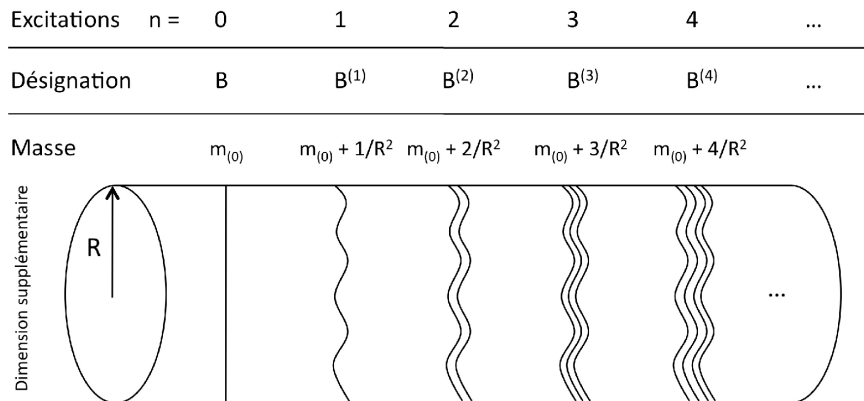 Excitations n = 0 1 2 3 4 ...
Désignation B B⁽¹⁾ B⁽²⁾ B⁽³⁾ B⁽⁴⁾ ...
Masse m₍₀₎ m₍₀₎ + 1/R² m₍₀₎ + 2/R² m₍₀₎ + 3/R² m₍₀₎ + 4/R²
Dimension supplémentaire
R
...